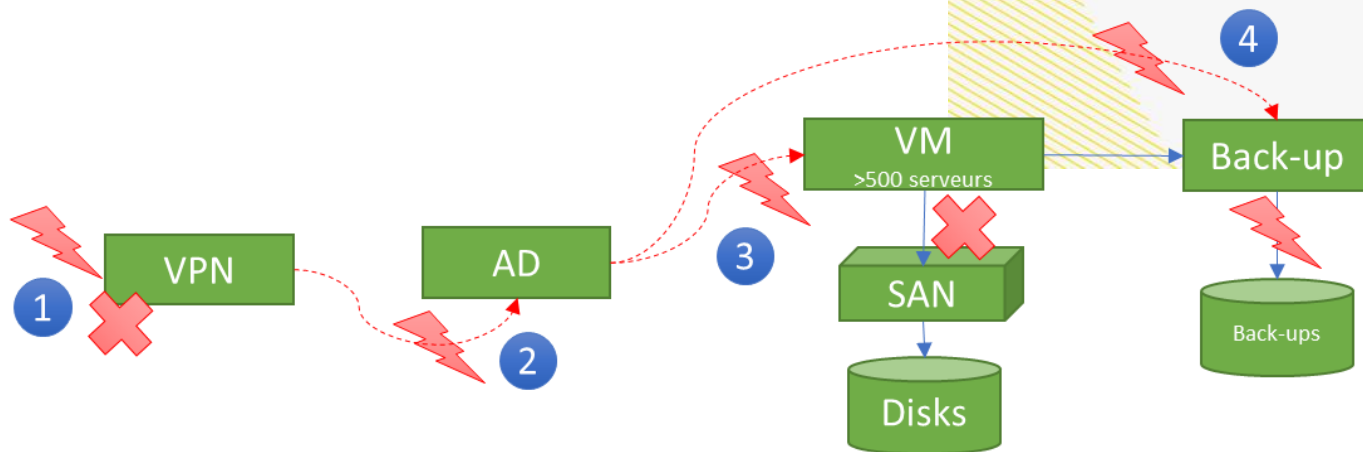 4
VM
>500 serveurs
Back-up
3
VPN
AD
1
SAN
2
Back-ups
Disks